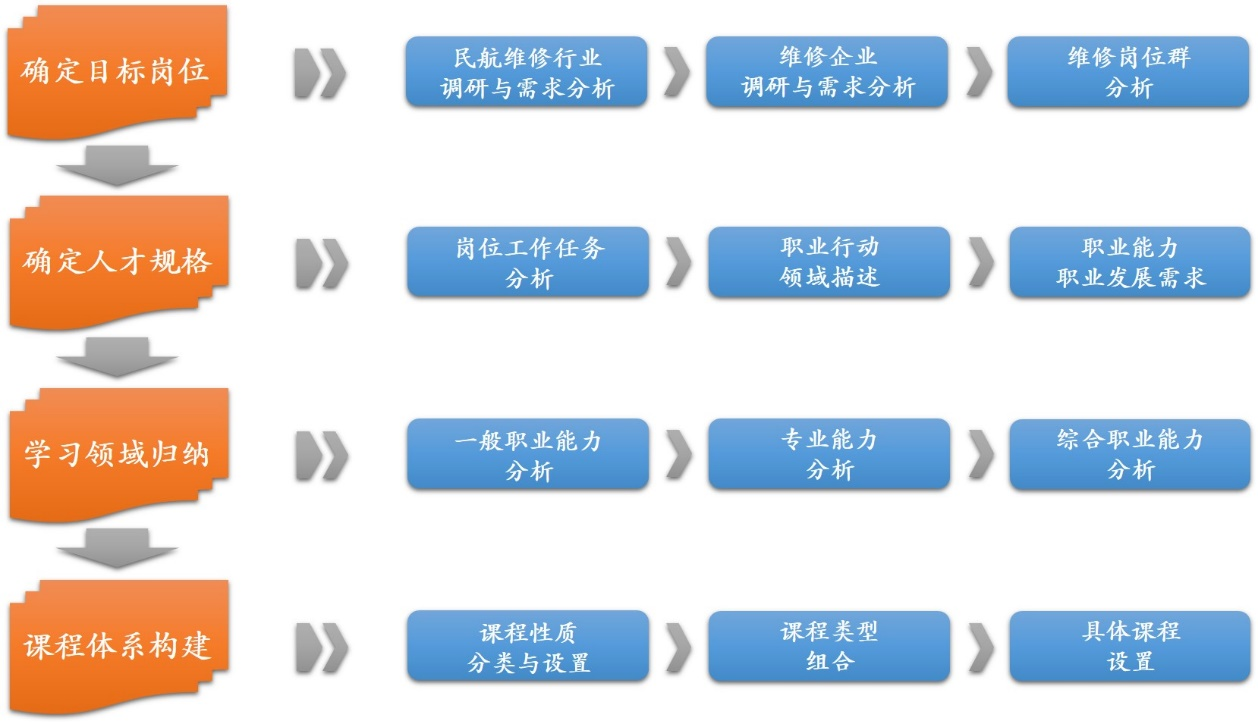 确定目标岗位
民航维修行业
调研与需求分析
维修企业
调研与需求分析
维修岗位群
分析
确定人才规格
岗位工作任务
分析
职业行动
领域描述
职业能力
职业发展需求
学习领域归纳
一般职业能力
分析
专业能力
分析
综合职业能力
分析
课程体系构建
课程性质
分类与设置
课程类型
组合
具体课程
设置